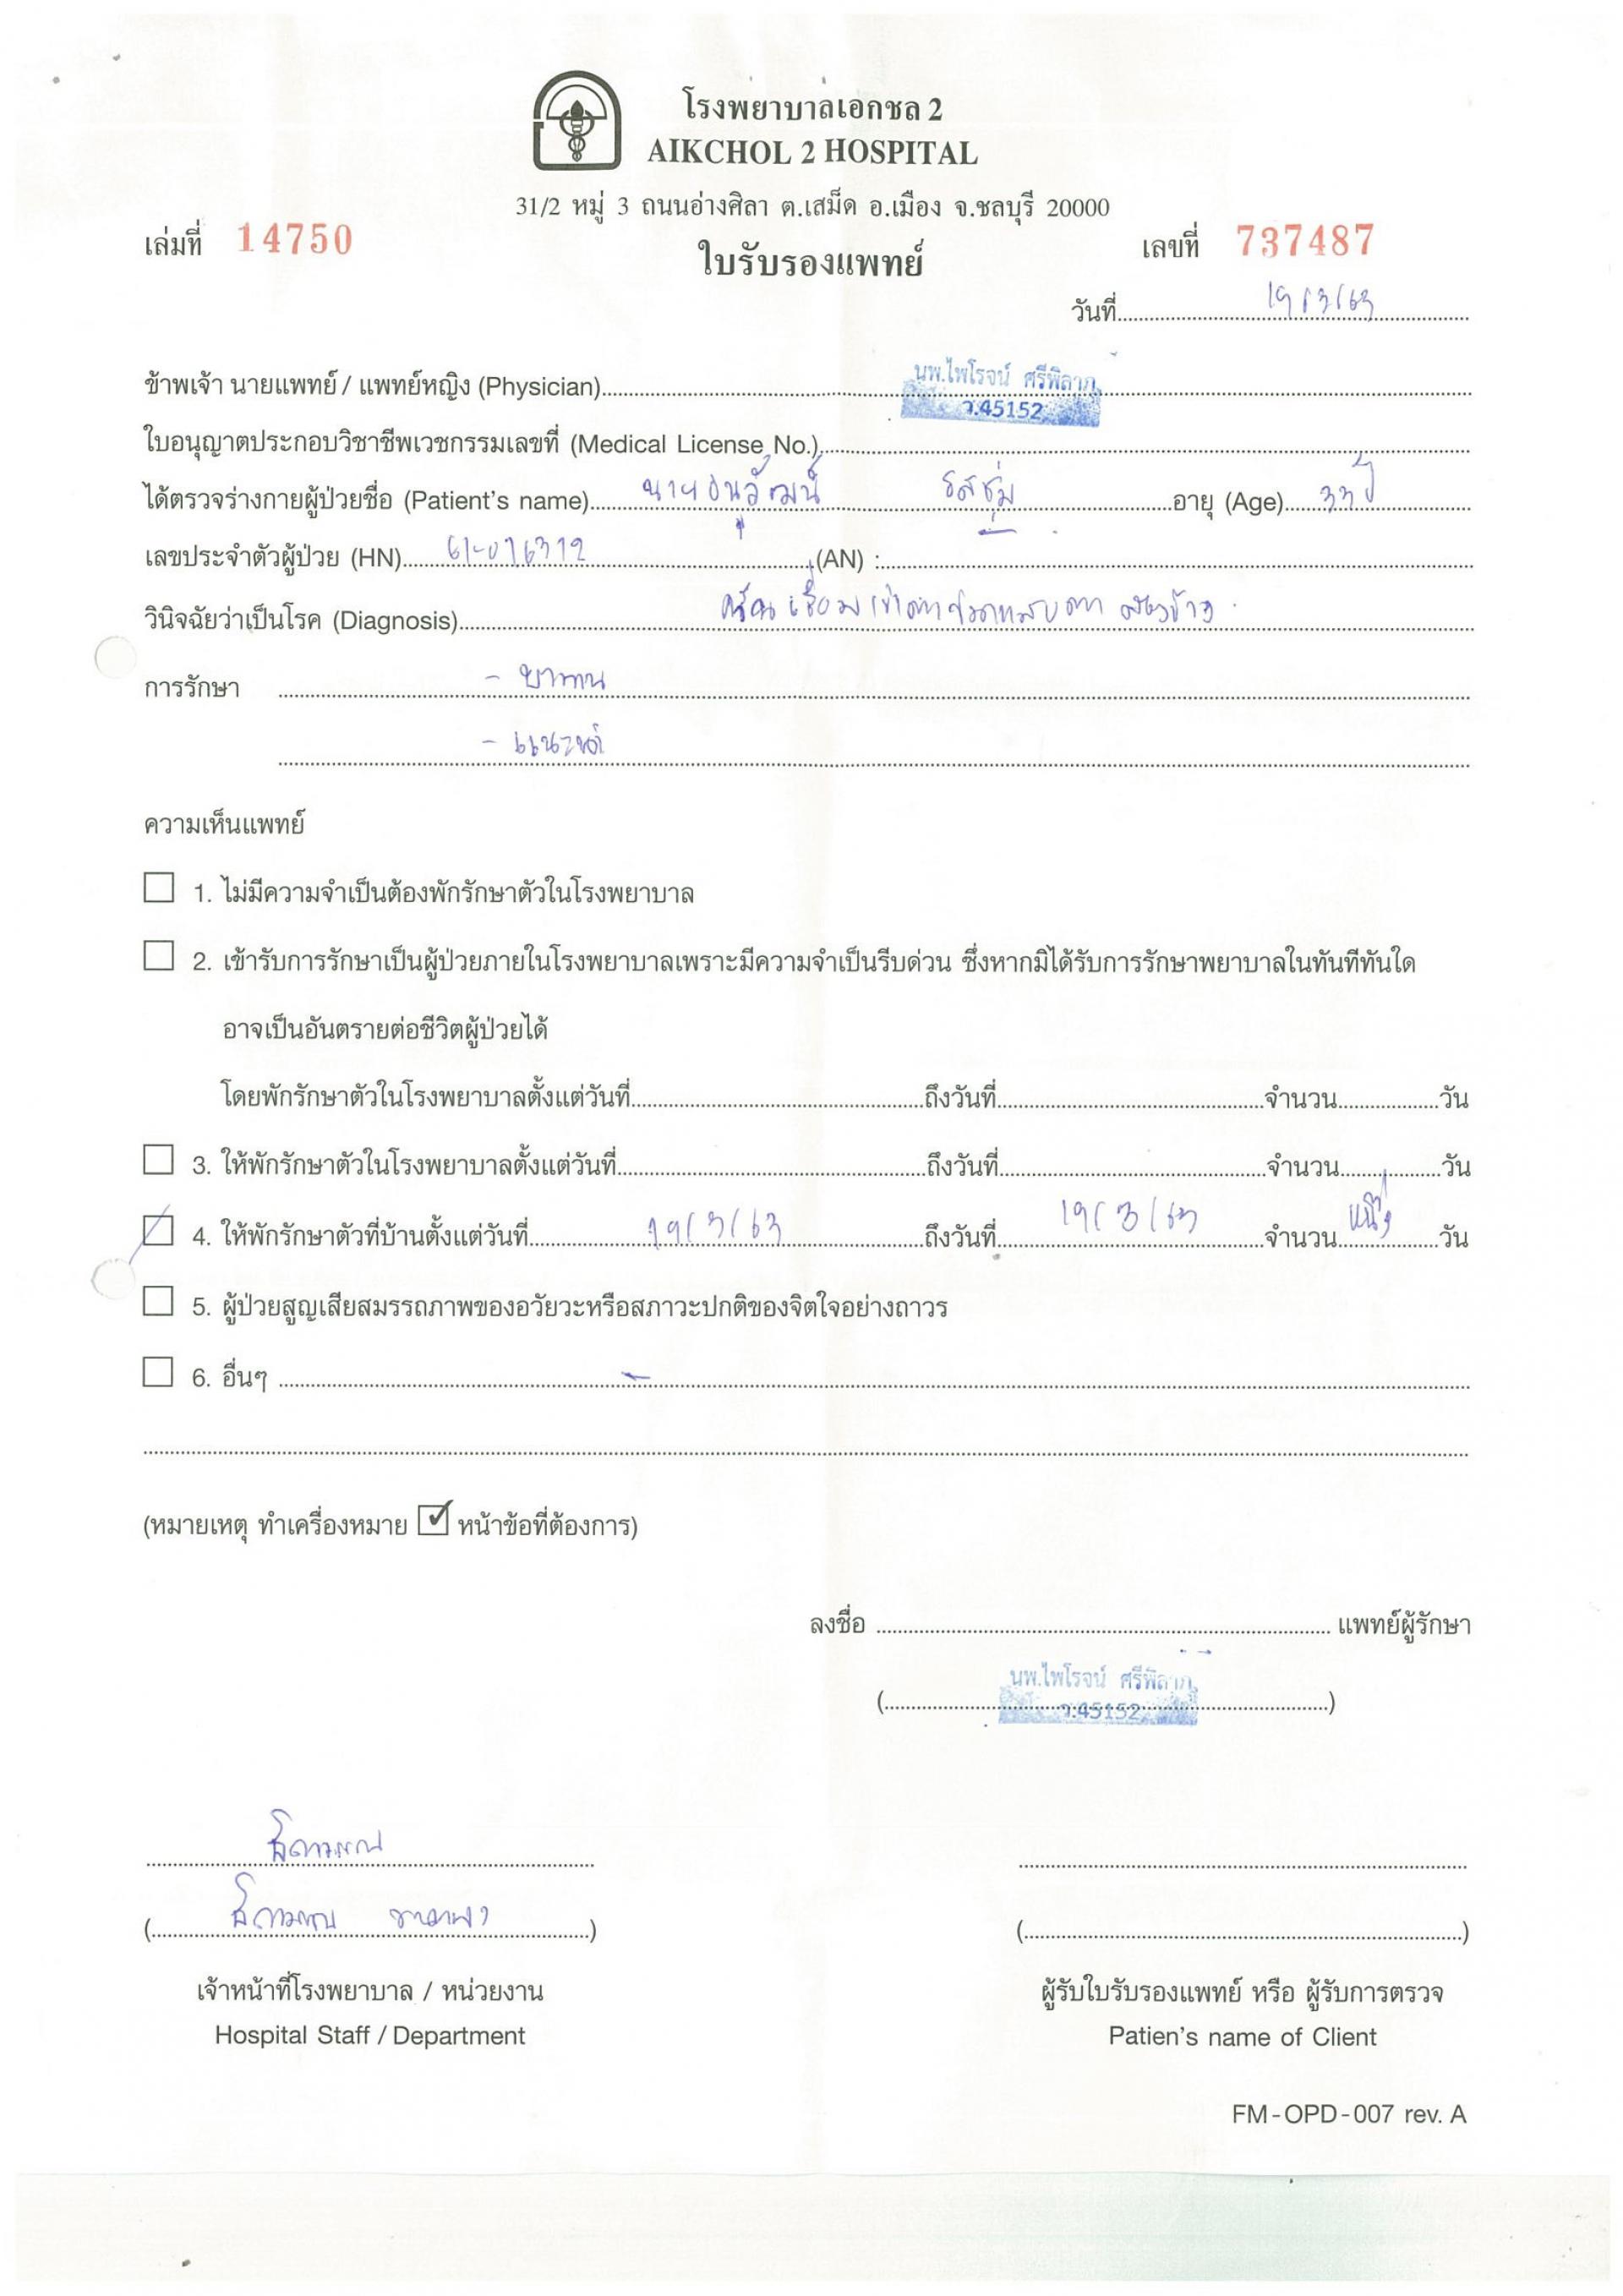 โรงพยาบาลเอกชล 2
AIKCHOL 2 HOSPITAL
31/2 หมู่ 3 ถนนอ่างศิลา ต.เสม็ด อ.เมือง จ.ชลบุรี 20000
เล่มที่ 14750 เลขที่ 737487
ใบรับรองแพทย์
วันที่ 19/3/63
ข้าพเจ้า นายแพทย์ / แพทย์หญิง (Physician) นพ.ไพโรจน์ ศรีพิลาภ
ว.45152
ใบอนุญาตประกอบวิชาชีพเวชกรรมเลขที่ (Medical License No.)
ได้ตรวจร่างกายผู้ป่วยชื่อ (Patient's name) นาย อายุ (Age) 33 ปี
เลขประจำตัวผู้ป่วย (HN) 61-016312 (AN) :
วินิจฉัยว่าเป็นโรค (Diagnosis) เชื่อมเข้าตา
การรักษา - ยาทาน
- แนะนำ
ความเห็นแพทย์
1. ไม่มีความจำเป็นต้องพักรักษาตัวในโรงพยาบาล
2. เข้ารับการรักษาเป็นผู้ป่วยภายในโรงพยาบาลเพราะมีความจำเป็นรีบด่วน ซึ่งหากมิได้รับการรักษาพยาบาลในทันทีทันใด
อาจเป็นอันตรายต่อชีวิตผู้ป่วยได้
โดยพักรักษาตัวในโรงพยาบาลตั้งแต่วันที่ ถึงวันที่ จำนวน วัน
3. ให้พักรักษาตัวในโรงพยาบาลตั้งแต่วันที่ ถึงวันที่ จำนวน วัน
4. ให้พักรักษาตัวที่บ้านตั้งแต่วันที่ 19/3/63 ถึงวันที่ 19/3/63 จำนวน หนึ่ง วัน
5. ผู้ป่วยสูญเสียสมรรถภาพของอวัยวะหรือสภาวะปกติของจิตใจอย่างถาวร
6. อื่นๆ -
(หมายเหตุ ทำเครื่องหมาย ☑ หน้าข้อที่ต้องการ)
ลงชื่อ แพทย์ผู้รักษา
(นพ.ไพโรจน์ ศรีพิลาภ)
ว.45152
เจ้าหน้าที่โรงพยาบาล / หน่วยงาน
Hospital Staff / Department
ผู้รับใบรับรองแพทย์ หรือ ผู้รับการตรวจ
Patien's name of Client
FM-OPD-007 rev. A